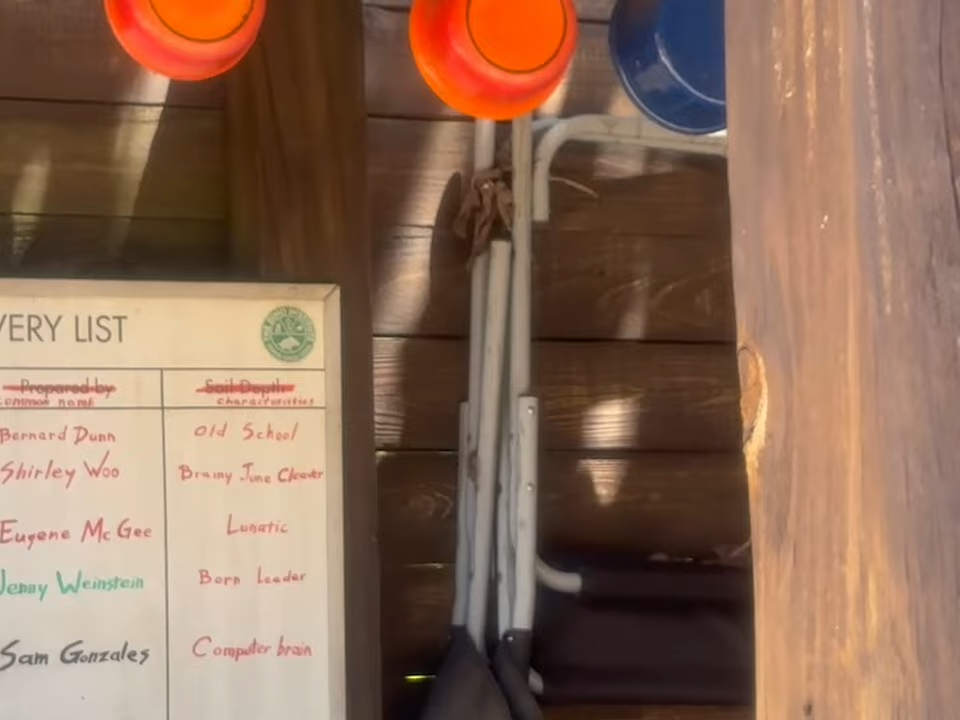 VERY LIST
Prepared by Soil Depth
common name characteristics
Bernard Dunn Old School
Shirley Woo Brainy June Cleaver
Eugene McGee Lunatic
Jenny Weinstein Born Leader
Sam Gonzales Computer brain